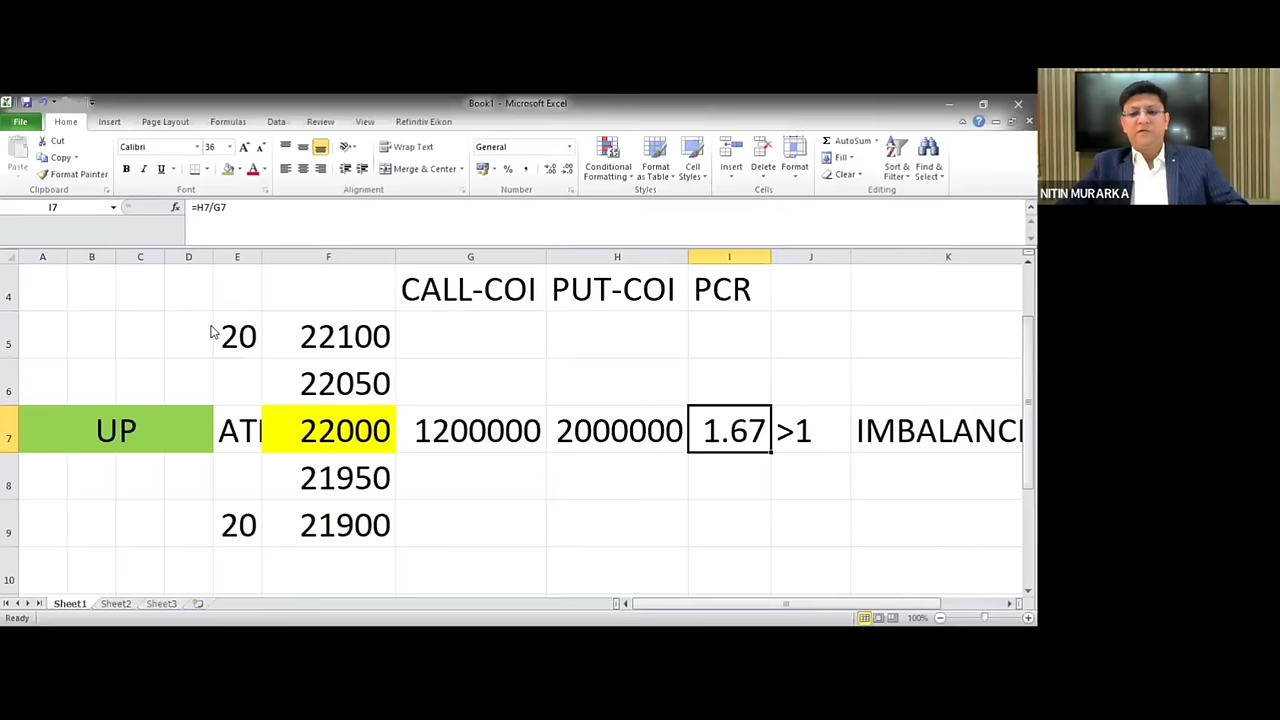 Book1 - Microsoft Excel
File Home Insert Page Layout Formulas Data Review View Refinitiv Eikon
Cut
Copy
Format Painter
Paste
Clipboard
Calibri 36
B I U
Font
Wrap Text
Merge & Center
Alignment
General
Number
Conditional Formatting
Format as Table
Cell Styles
Styles
Insert Delete Format
Cells
AutoSum
Fill
Clear
Sort & Filter
Find & Select
Editing
NITIN MURARKA
I7 fx =H7/G7
A B C D E F G H I J K
4 CALL-COI PUT-COI PCR
5 20 22100
6 22050
7 UP AT 22000 1200000 2000000 1.67 >1 IMBALANC
8 21950
9 20 21900
10
Sheet1 Sheet2 Sheet3
Ready 100%